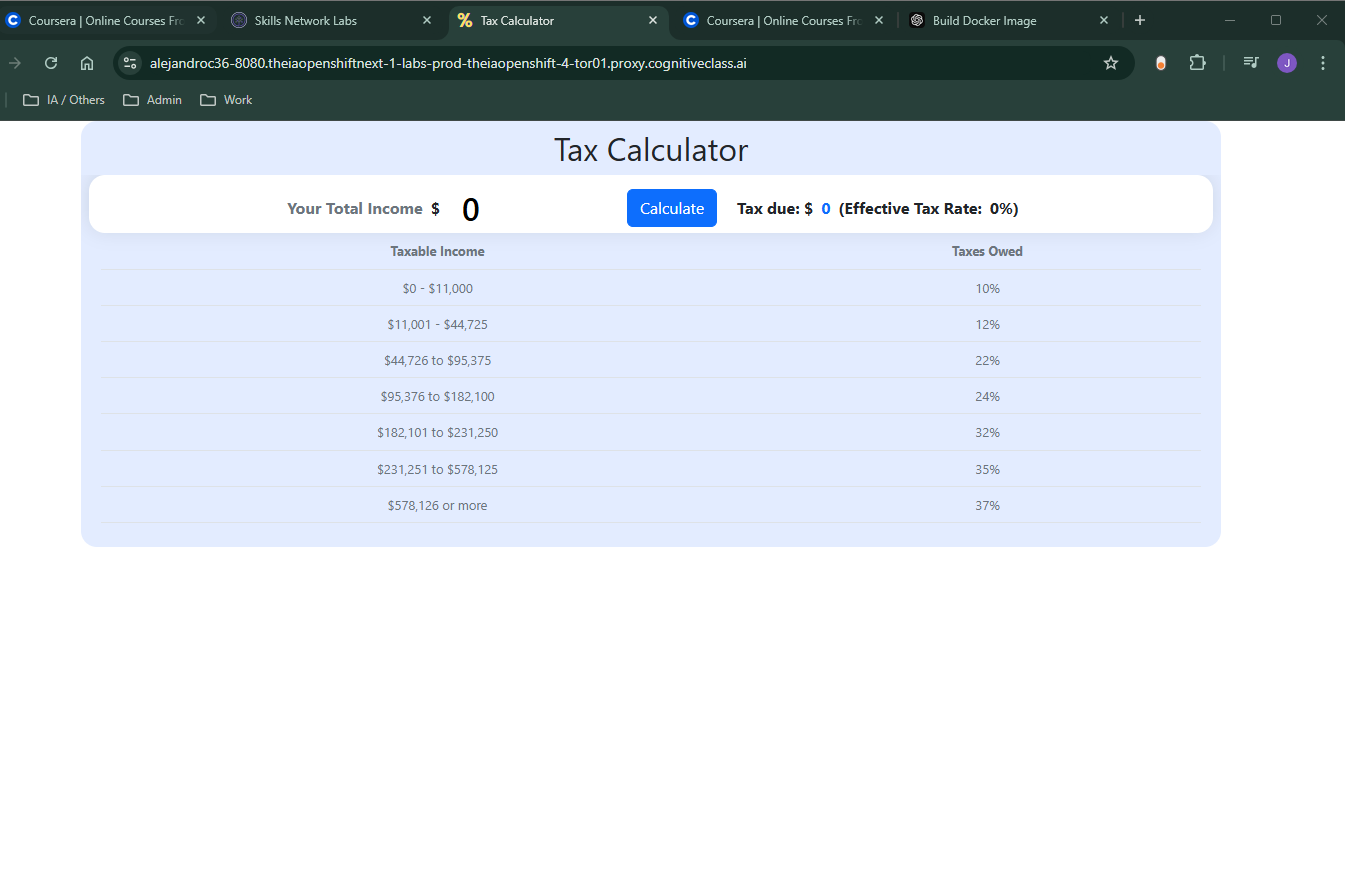 Coursera | Online Courses Fro
Skills Network Labs
Tax Calculator
Coursera | Online Courses Fro
Build Docker Image
alejandroc36-8080.theiaopenshiftnext-1-labs-prod-theiaopenshift-4-tor01.proxy.cognitiveclass.ai
J
IA / Others Admin Work
Tax Calculator
Your Total Income $ 0 Calculate Tax due: $ 0 (Effective Tax Rate: 0%)
Taxable Income Taxes Owed
$0 - $11,000 10%
$11,001 - $44,725 12%
$44,726 to $95,375 22%
$95,376 to $182,100 24%
$182,101 to $231,250 32%
$231,251 to $578,125 35%
$578,126 or more 37%